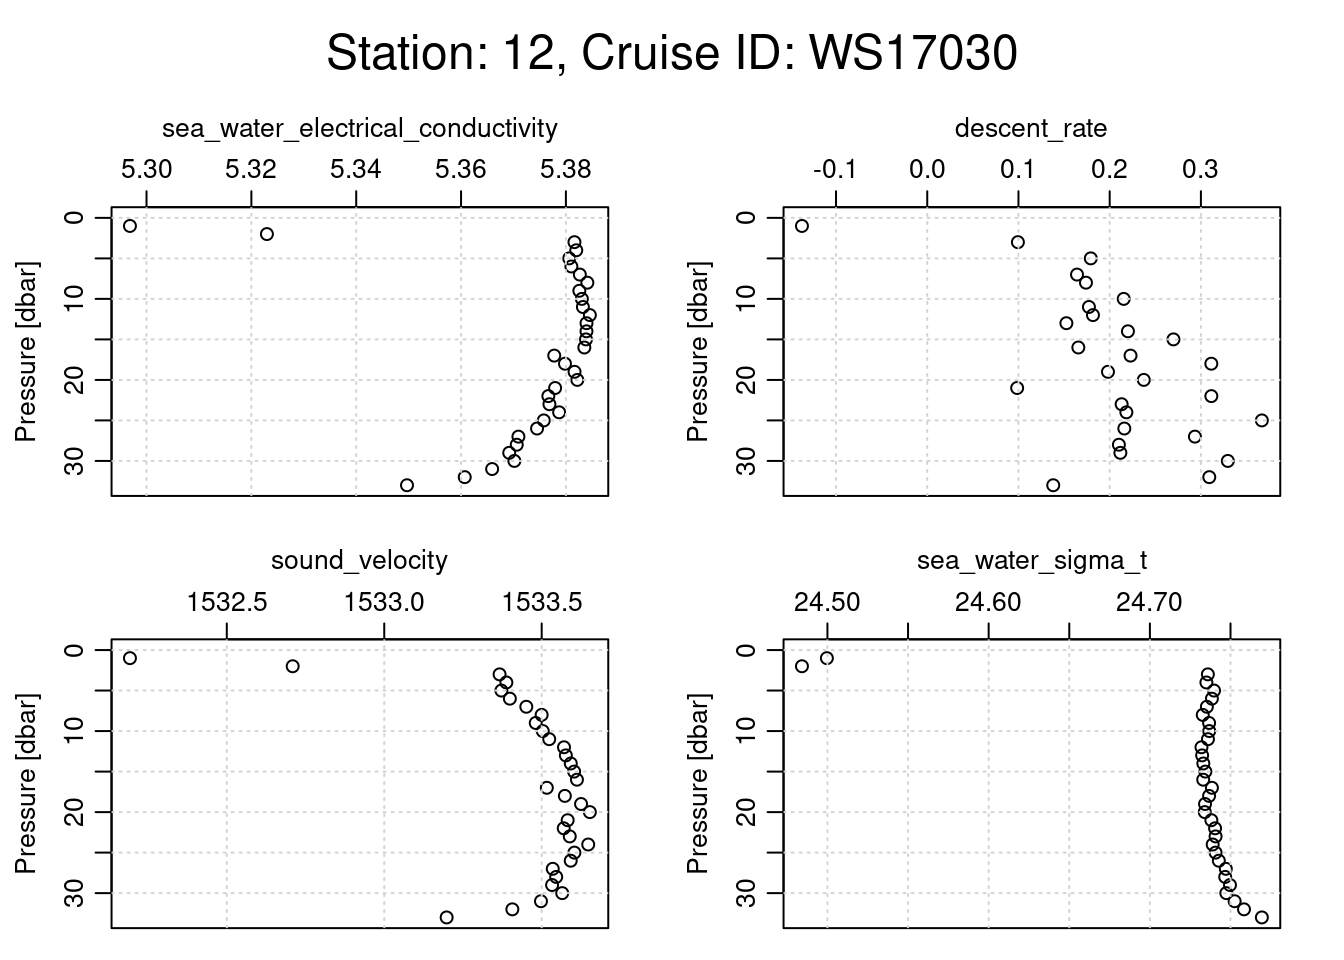 Station: 12, Cruise ID: WS17030
sea_water_electrical_conductivity
5.30 5.32 5.34 5.36 5.38
Pressure [dbar]
0
10
20
30
descent_rate
-0.1 0.0 0.1 0.2 0.3
Pressure [dbar]
0
10
20
30
sound_velocity
1532.5 1533.0 1533.5
Pressure [dbar]
0
10
20
30
sea_water_sigma_t
24.50 24.60 24.70
Pressure [dbar]
0
10
20
30